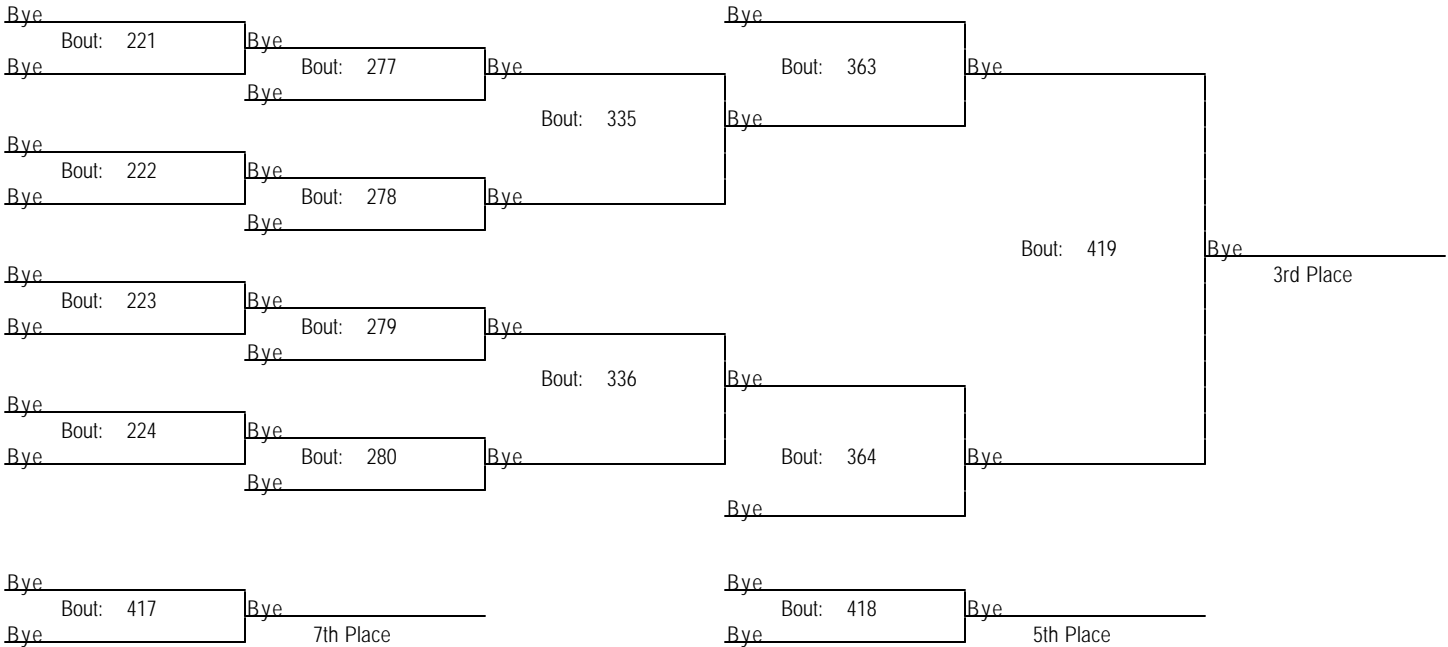 Bye Bye
Bout: 221 Bye
Bye Bout: 277 Bye Bout: 363 Bye
Bye
Bout: 335 Bye
Bye
Bout: 222 Bye
Bye Bout: 278 Bye
Bye
Bout: 419 Bye
Bye 3rd Place
Bout: 223 Bye
Bye Bout: 279 Bye
Bye
Bout: 336 Bye
Bye
Bout: 224 Bye
Bye Bout: 280 Bye Bout: 364 Bye
Bye
Bye
Bye Bye
Bout: 417 Bye Bout: 418 Bye
Bye 7th Place Bye 5th Place